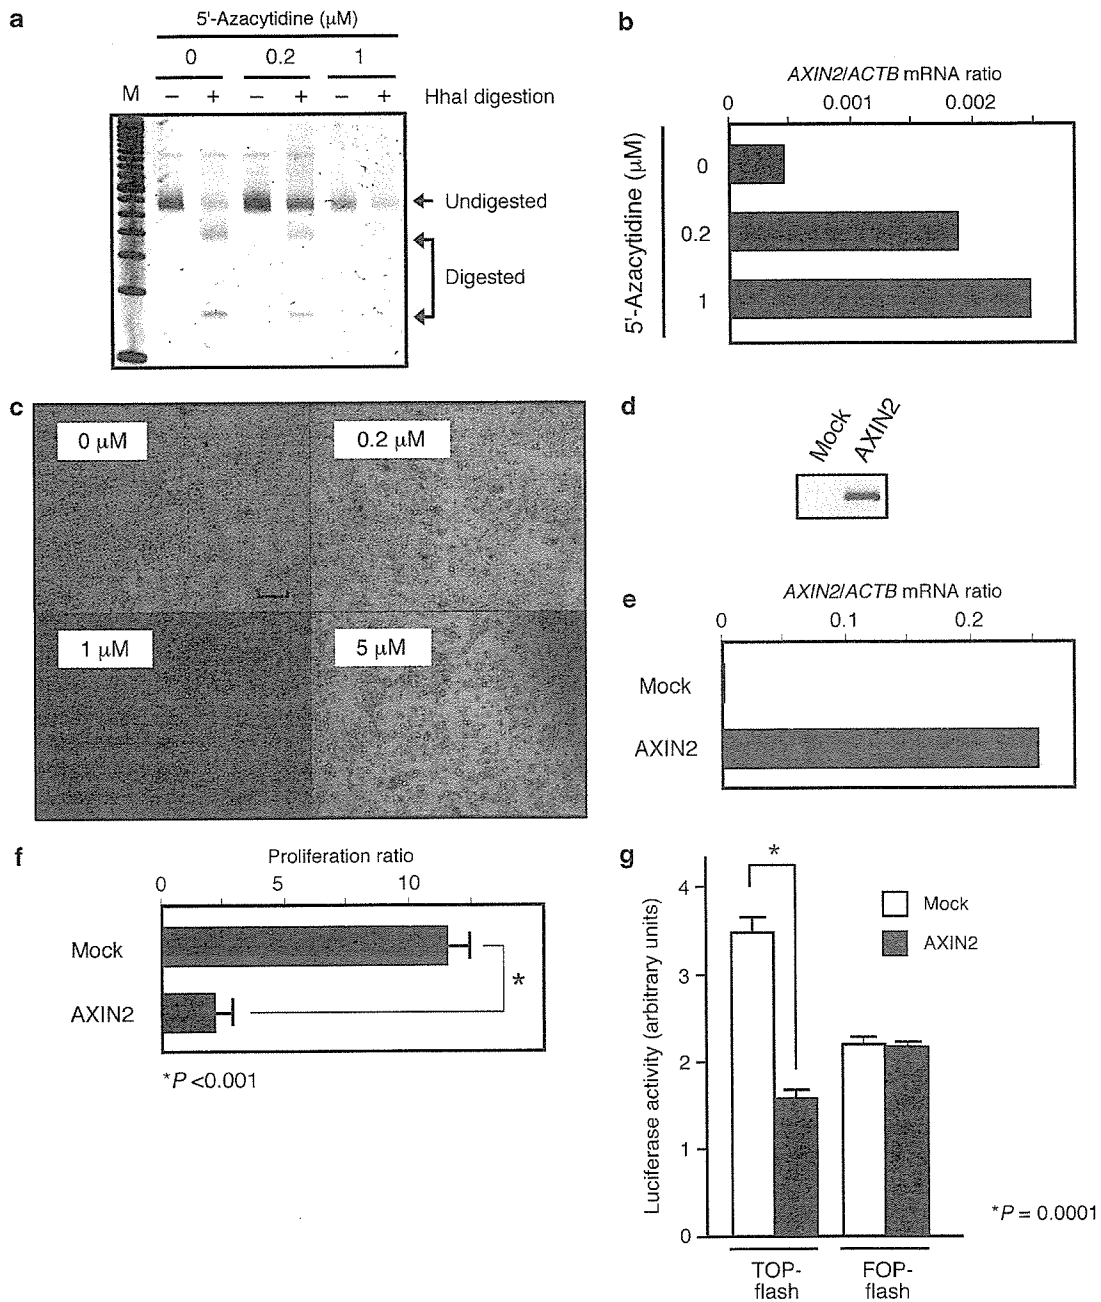 a
5'-Azacytidine (μM)
0 0.2 1
M − + − + − + HhaI digestion
Undigested
Digested
b
AXIN2/ACTB mRNA ratio
0 0.001 0.002
5'-Azacytidine (μM)
0
0.2
1
c
0 μM
0.2 μM
1 μM
5 μM
d
Mock
AXIN2
e
AXIN2/ACTB mRNA ratio
0 0.1 0.2
Mock
AXIN2
f
Proliferation ratio
0 5 10
Mock
AXIN2
*
*P <0.001
g
Luciferase activity (arbitrary units)
4
3
2
1
0
*
Mock
AXIN2
TOP-
flash
FOP-
flash
*P = 0.0001